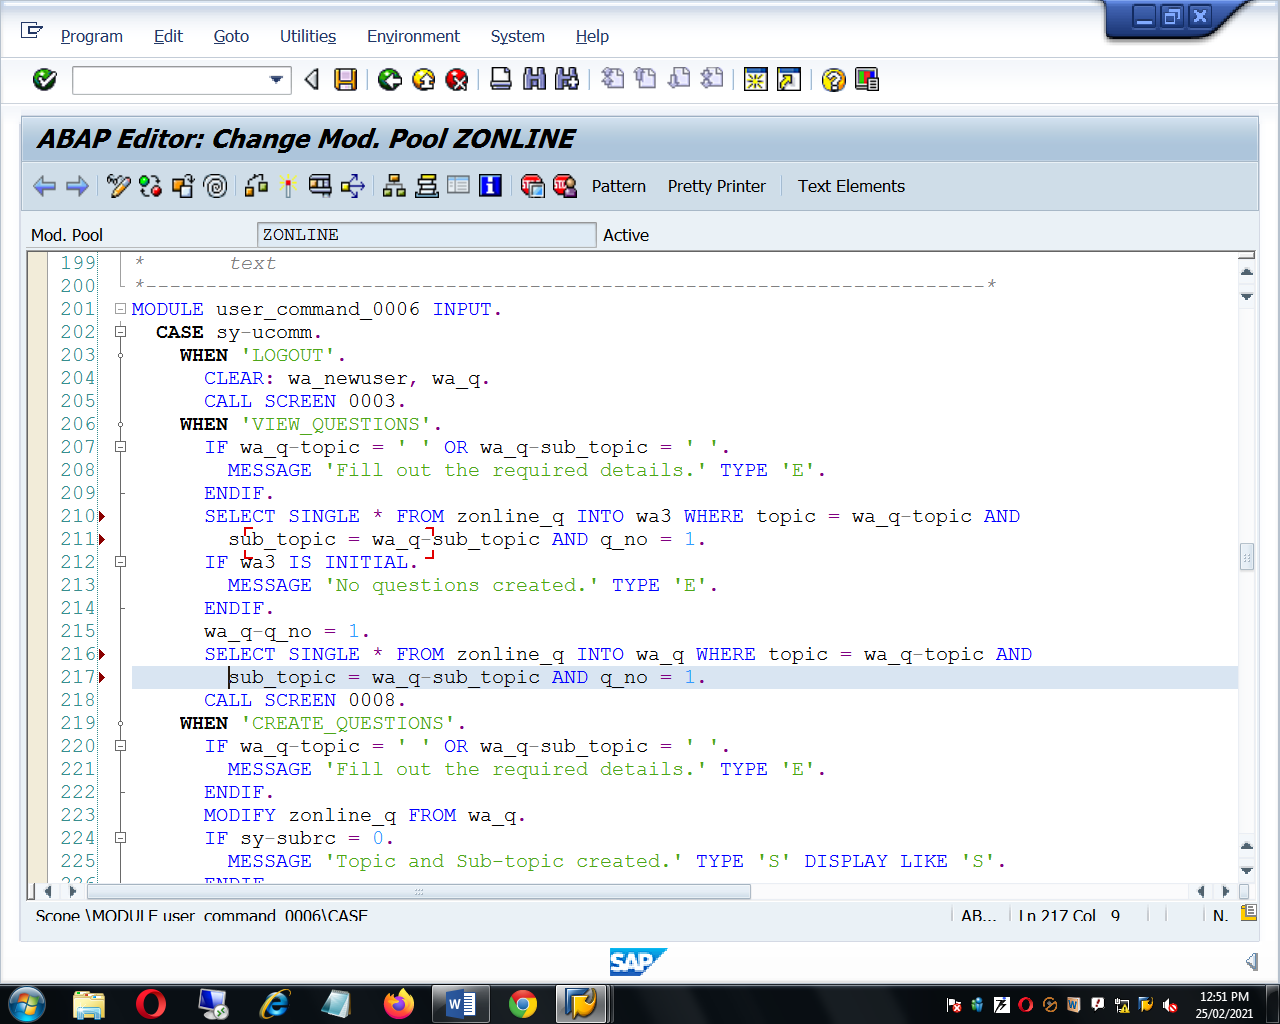 Program Edit Goto Utilities Environment System Help
ABAP Editor: Change Mod. Pool ZONLINE
Pattern Pretty Printer Text Elements
Mod. Pool ZONLINE Active
199 * text
200 *----------------------------------------------------------------------*
201 MODULE user_command_0006 INPUT.
202 CASE sy-ucomm.
203 WHEN 'LOGOUT'.
204 CLEAR: wa_newuser, wa_q.
205 CALL SCREEN 0003.
206 WHEN 'VIEW_QUESTIONS'.
207 IF wa_q-topic = ' ' OR wa_q-sub_topic = ' '.
208 MESSAGE 'Fill out the required details.' TYPE 'E'.
209 ENDIF.
210 SELECT SINGLE * FROM zonline_q INTO wa3 WHERE topic = wa_q-topic AND
211 sub_topic = wa_q-sub_topic AND q_no = 1.
212 IF wa3 IS INITIAL.
213 MESSAGE 'No questions created.' TYPE 'E'.
214 ENDIF.
215 wa_q-q_no = 1.
216 SELECT SINGLE * FROM zonline_q INTO wa_q WHERE topic = wa_q-topic AND
217 sub_topic = wa_q-sub_topic AND q_no = 1.
218 CALL SCREEN 0008.
219 WHEN 'CREATE_QUESTIONS'.
220 IF wa_q-topic = ' ' OR wa_q-sub_topic = ' '.
221 MESSAGE 'Fill out the required details.' TYPE 'E'.
222 ENDIF.
223 MODIFY zonline_q FROM wa_q.
224 IF sy-subrc = 0.
225 MESSAGE 'Topic and Sub-topic created.' TYPE 'S' DISPLAY LIKE 'S'.
226 ENDIF
Scope \MODULE user_command_0006\CASE AB... Ln 217 Col 9 N.
SAP
12:51 PM
25/02/2021